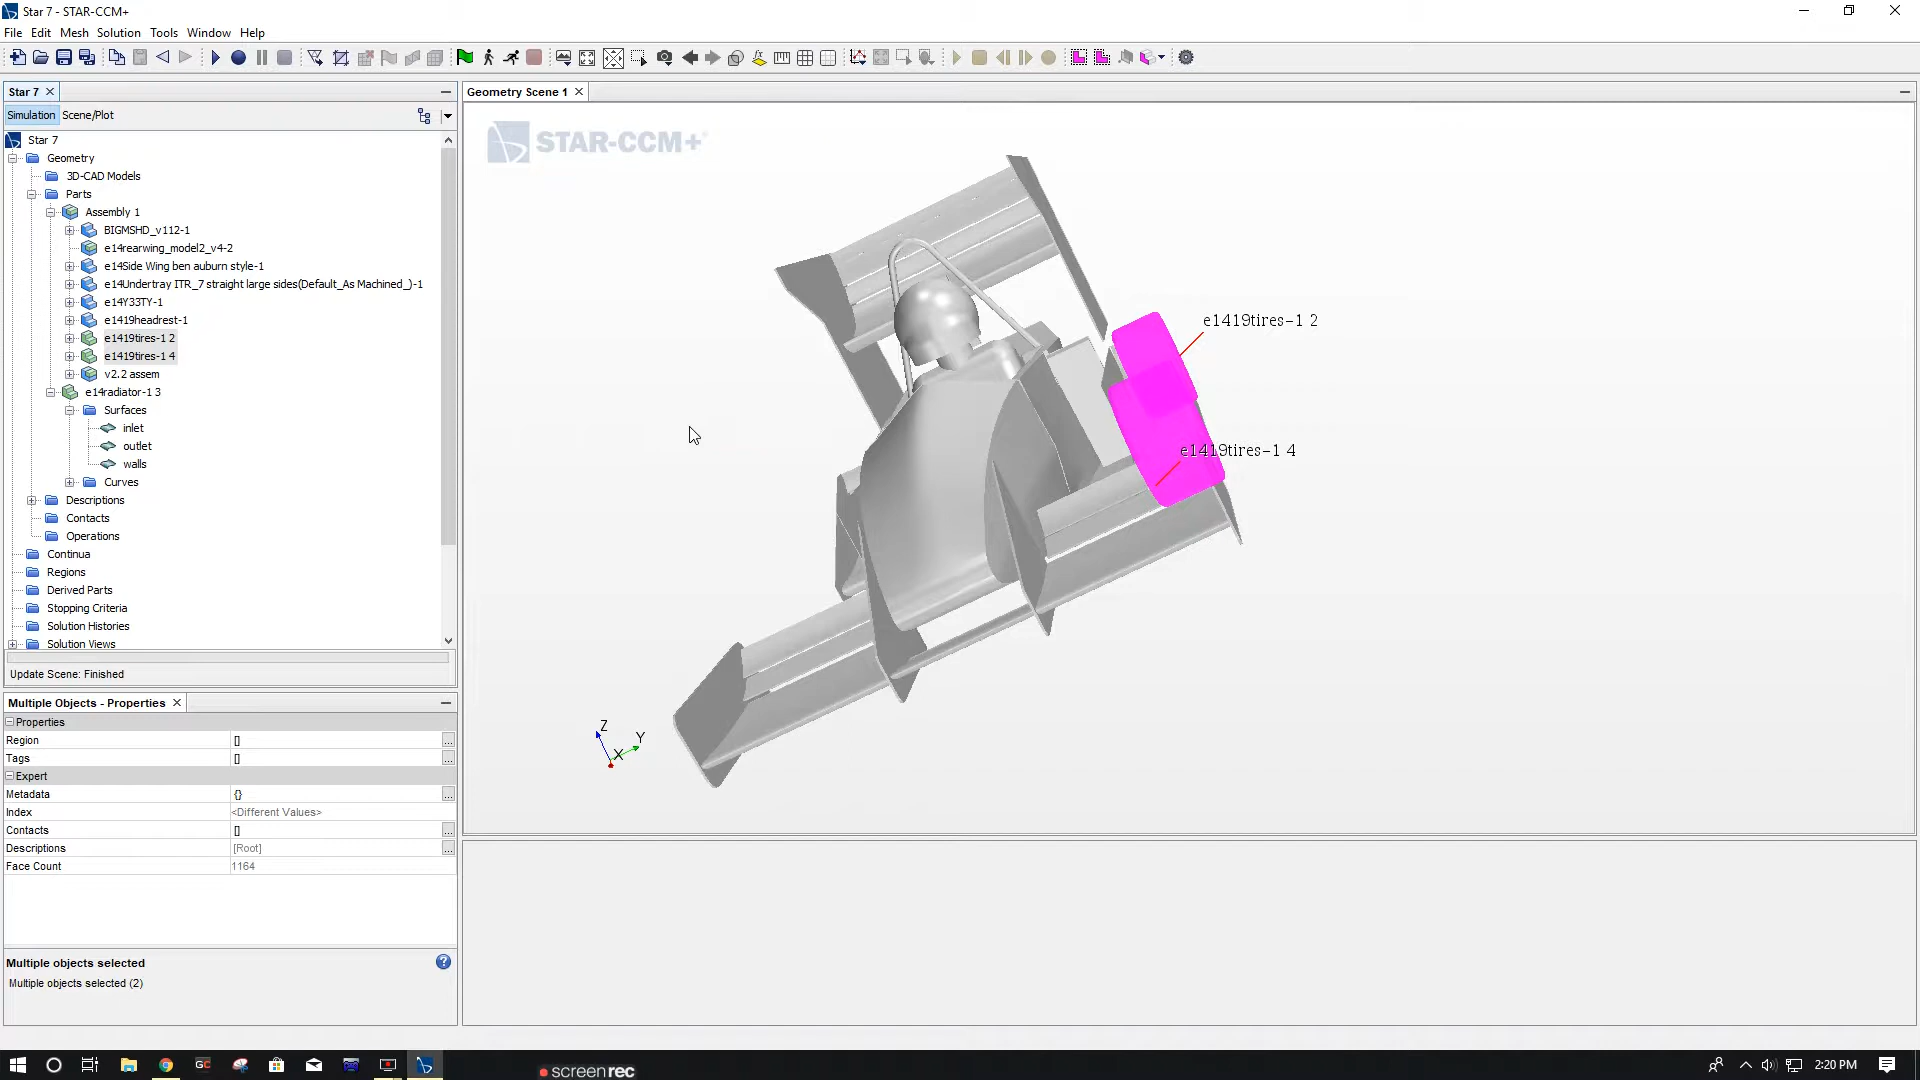 Star 7 - STAR-CCM+
File Edit Mesh Solution Tools Window Help
Star 7
Simulation Scene/Plot
Star 7
Geometry
3D-CAD Models
Parts
Assembly 1
BIGMSHD_v112-1
e14rearwing_model2_v4-2
e14Side Wing ben auburn style-1
e14Undertray ITR_7 straight large sides(Default_As Machined_)-1
e14Y33TY-1
e1419headrest-1
e1419tires-1 2
e1419tires-1 4
v2.2 assem
e14radiator-1 3
Surfaces
inlet
outlet
walls
Curves
Descriptions
Contacts
Operations
Continua
Regions
Derived Parts
Stopping Criteria
Solution Histories
Solution Views
Update Scene: Finished
Multiple Objects - Properties
Properties
Region []
Tags []
Expert
Metadata {}
Index <Different Values>
Contacts []
Descriptions [Root]
Face Count 1164
Multiple objects selected
Multiple objects selected (2)
Geometry Scene 1
STAR-CCM+
e1419tires-1 2
e1419tires-1 4
Z
Y
X
GC
screenrec
2:20 PM